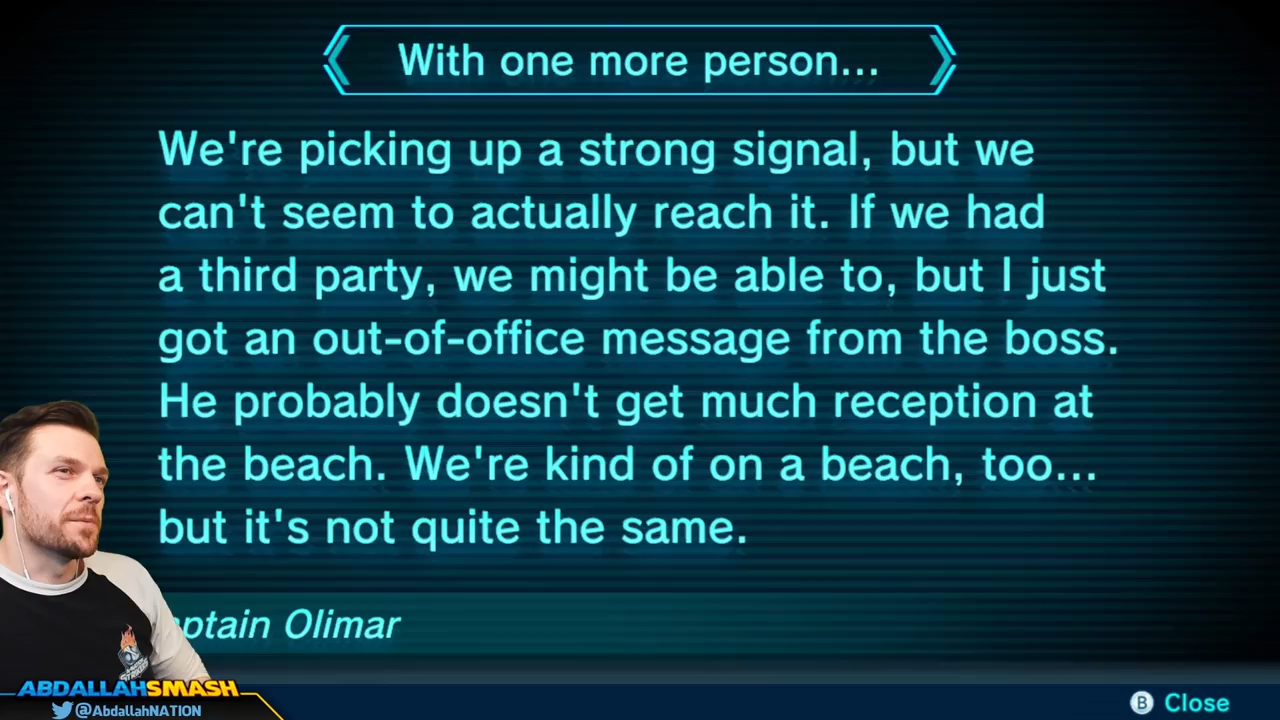 With one more person...
We're picking up a strong signal, but we
can't seem to actually reach it. If we had
a third party, we might be able to, but I just
got an out-of-office message from the boss.
He probably doesn't get much reception at
the beach. We're kind of on a beach, too...
but it's not quite the same.
ptain Olimar
ABDALLAHSMASH
@AbdallahNATION
B Close